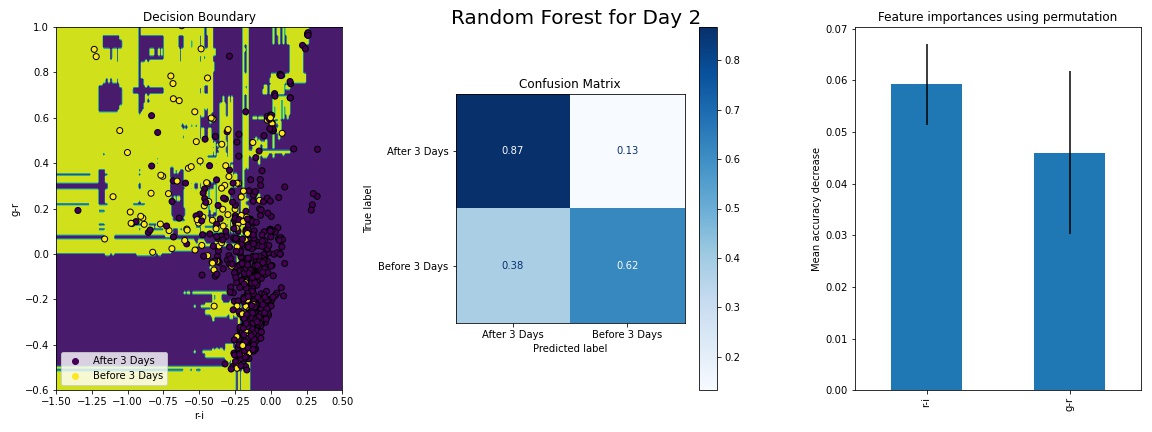 Random Forest for Day 2
Decision Boundary
1.0
0.8
0.6
0.4
0.2
0.0
−0.2
−0.4
−0.6
g-r
After 3 Days
Before 3 Days
−1.50 −1.25 −1.00 −0.75 −0.50 −0.25 0.00 0.25 0.50
r-i
Confusion Matrix
True label
After 3 Days
0.87 0.13
Before 3 Days
0.38 0.62
After 3 Days Before 3 Days
Predicted label
0.8
0.7
0.6
0.5
0.4
0.3
0.2
Feature importances using permutation
0.07
0.06
0.05
0.04
0.03
0.02
0.01
0.00
Mean accuracy decrease
r-i
g-r